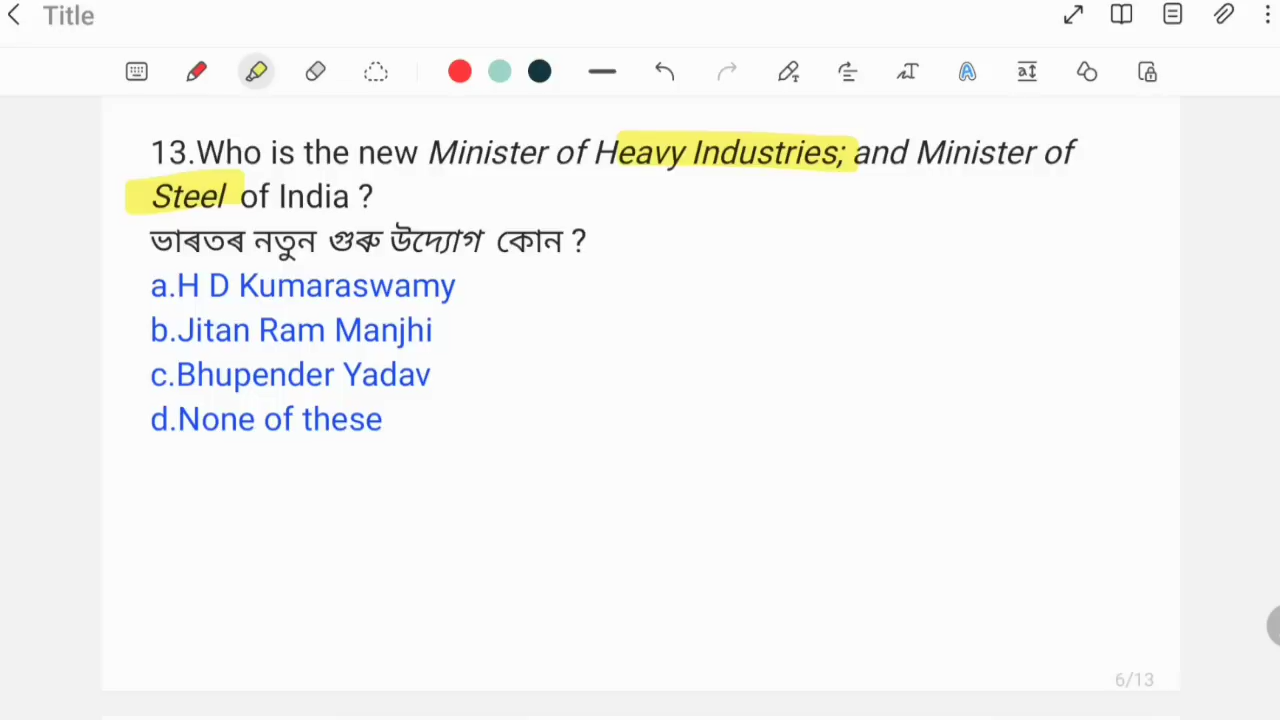 Title
13.Who is the new Minister of Heavy Industries; and Minister of
Steel of India ?
ভাৰতৰ নতুন গুৰু উদ্যোগ কোন ?
a.H D Kumaraswamy
b.Jitan Ram Manjhi
c.Bhupender Yadav
d.None of these
6/13